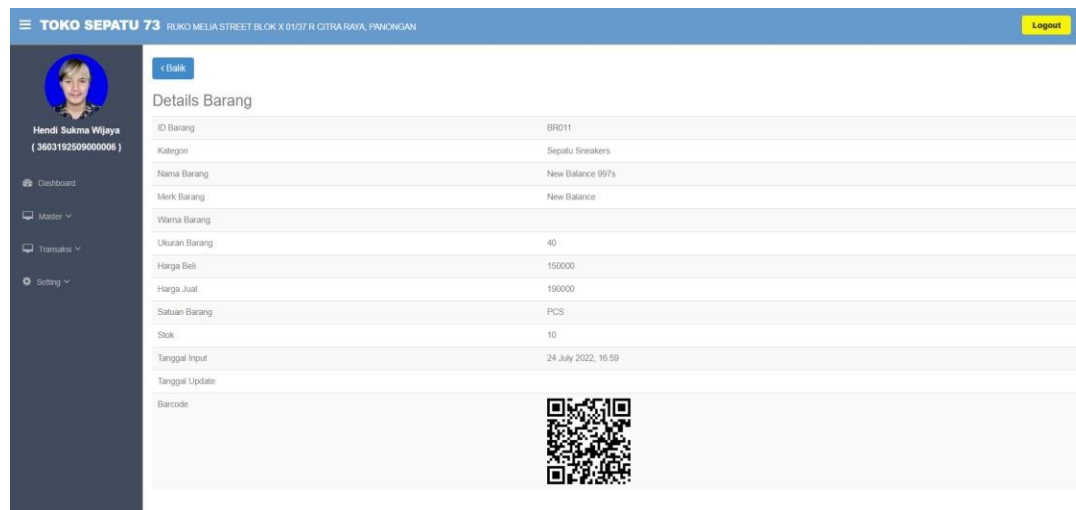 TOKO SEPATU 73 RUKO MELIA STREET BLOK X 01/37 R CITRA RAYA, PANONGAN
Logout
Hendi Sukma Wijaya
( 3603192509000006 )
Dashboard
Master
Transaksi
Setting
< Balik
Details Barang
ID Barang BR011
Kategori Sepatu Sneakers
Nama Barang New Balance 997s
Merk Barang New Balance
Warna Barang
Ukuran Barang 40
Harga Beli 150000
Harga Jual 190000
Satuan Barang PCS
Stok 10
Tanggal Input 24 July 2022, 16:59
Tanggal Update
Barcode